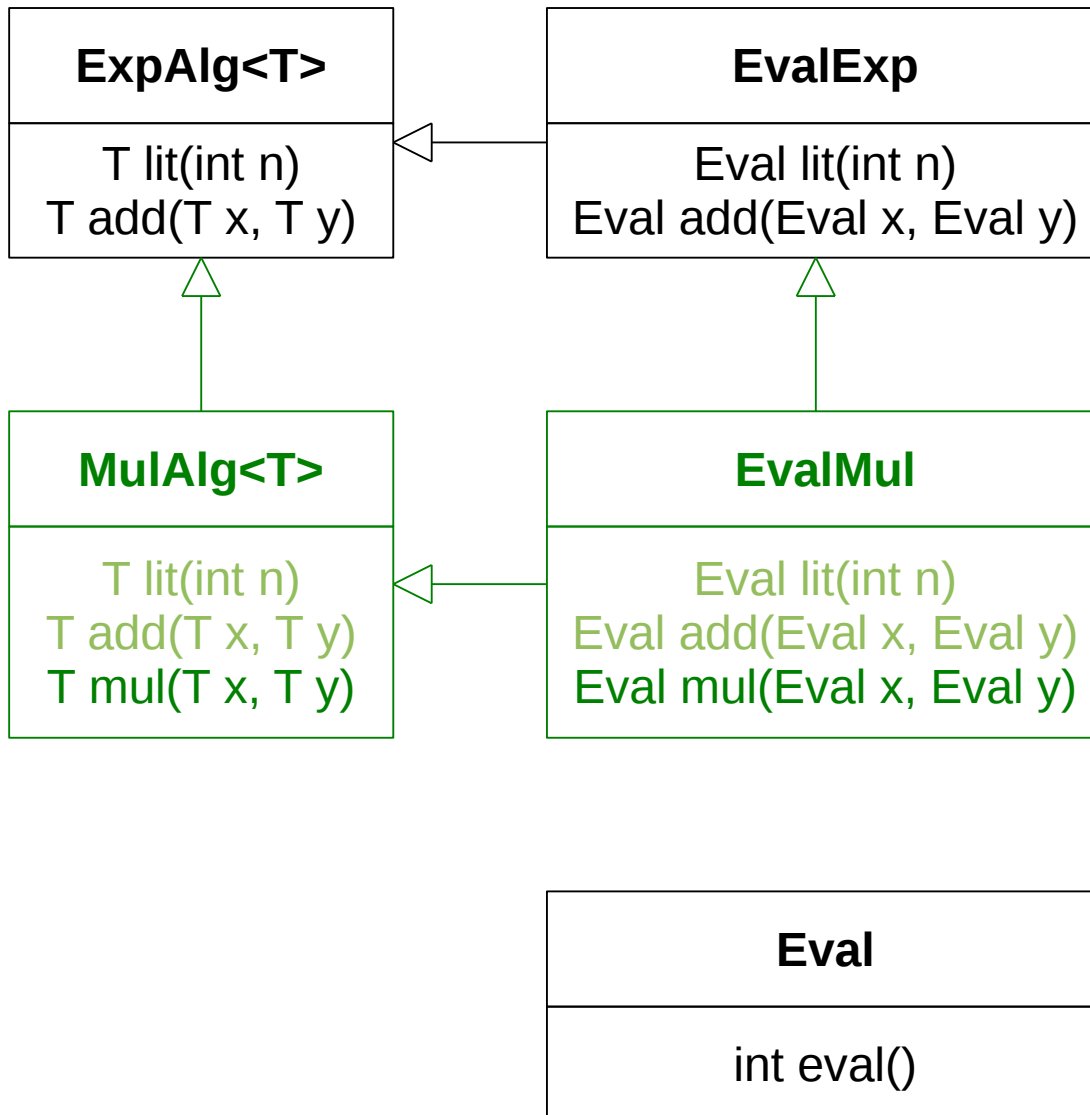 ExpAlg<T>
T lit(int n)
T add(T x, T y)
EvalExp
Eval lit(int n)
Eval add(Eval x, Eval y)
MulAlg<T>
T lit(int n)
T add(T x, T y)
T mul(T x, T y)
EvalMul
Eval lit(int n)
Eval add(Eval x, Eval y)
Eval mul(Eval x, Eval y)
Eval
int eval()